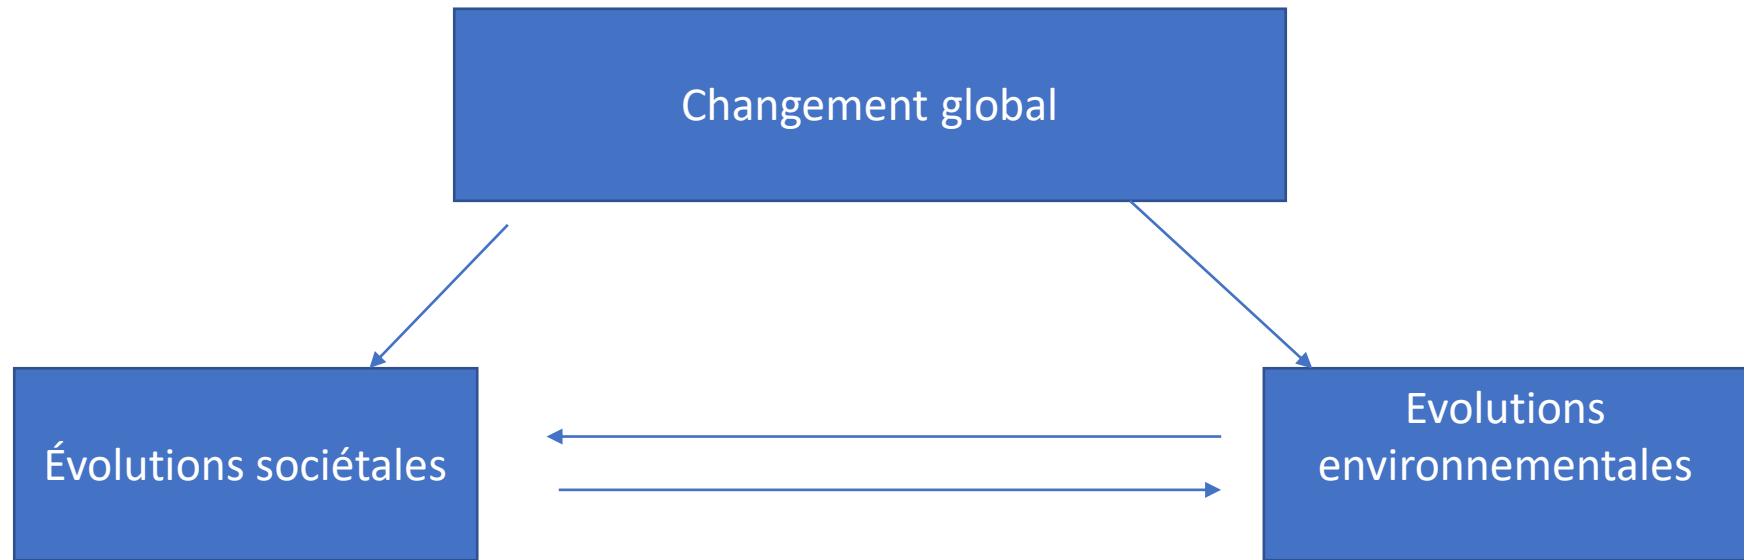 Changement global
Évolutions sociétales
Evolutions
environnementales